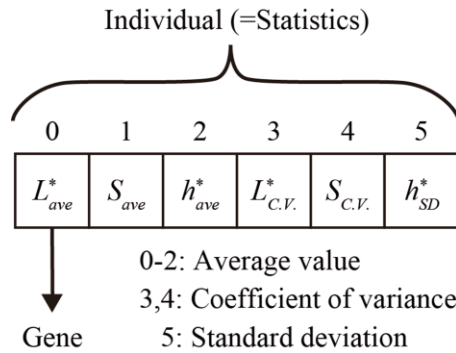 Individual (=Statistics)
0 1 2 3 4 5
L*ave Save h*ave L*C.V. SC.V. h*SD
0-2: Average value
3,4: Coefficient of variance
Gene 5: Standard deviation